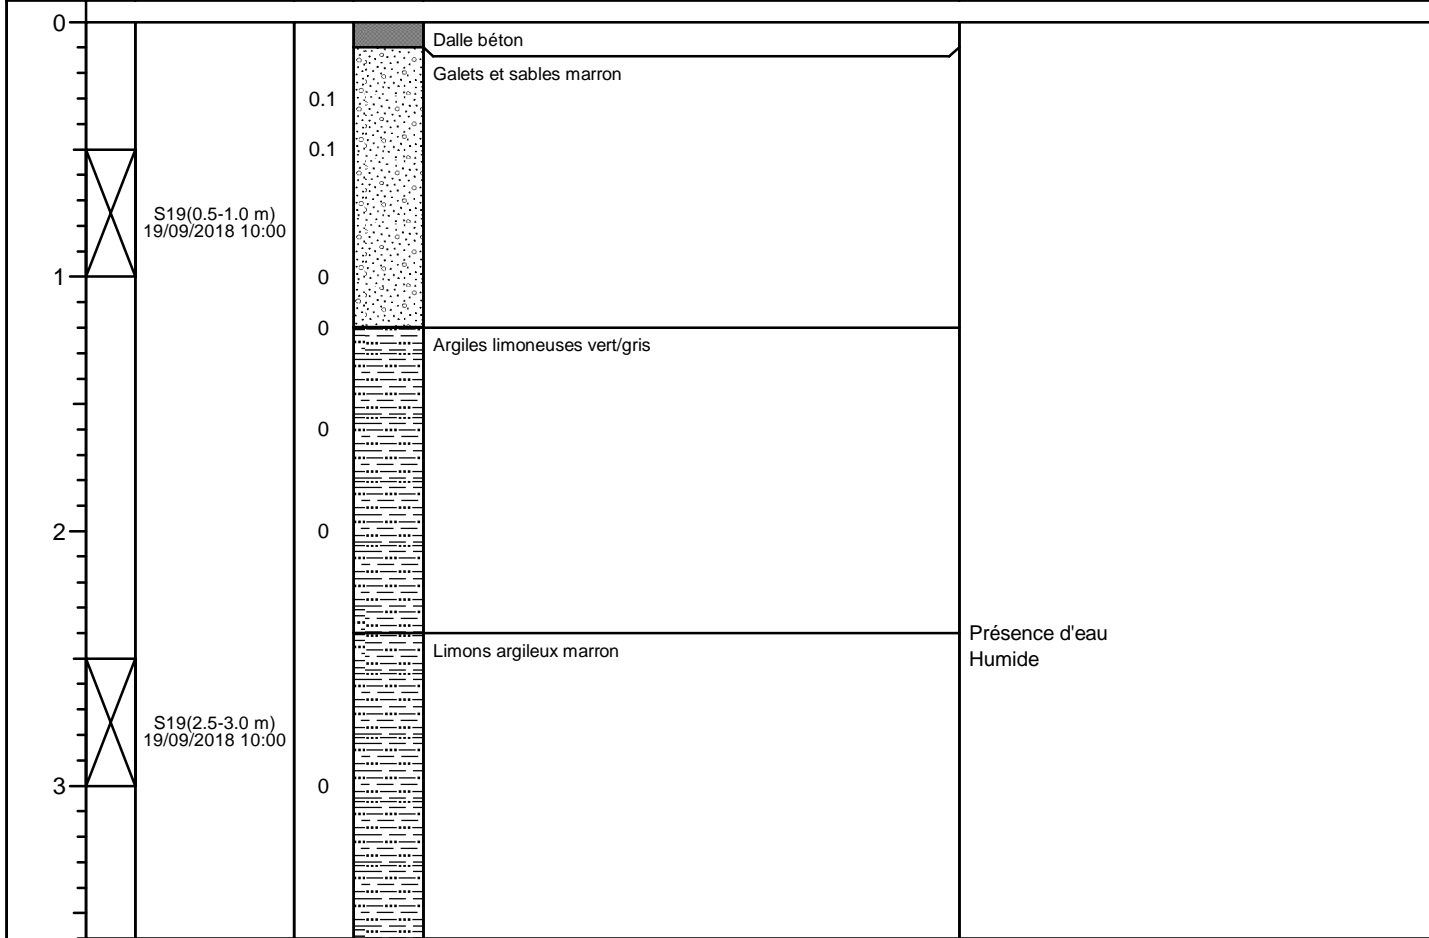 0
Dalle béton
Galets et sables marron
0.1
0.1
S19(0.5-1.0 m)
19/09/2018 10:00
1
0
0
Argiles limoneuses vert/gris
0
2
0
Présence d'eau
Limons argileux marron
Humide
S19(2.5-3.0 m)
19/09/2018 10:00
3
0